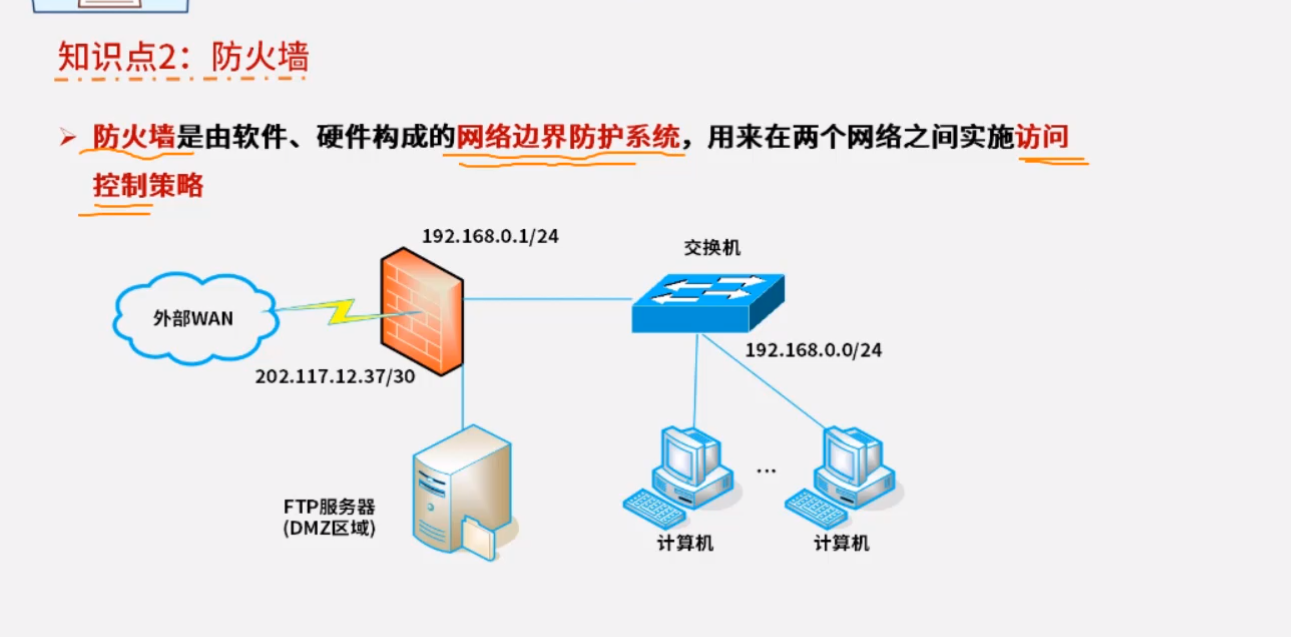 知识点2：防火墙
防火墙是由软件、硬件构成的网络边界防护系统，用来在两个网络之间实施访问
控制策略
192.168.0.1/24
交换机
外部WAN
192.168.0.0/24
202.117.12.37/30
FTP服务器
(DMZ区域)
...
计算机
计算机